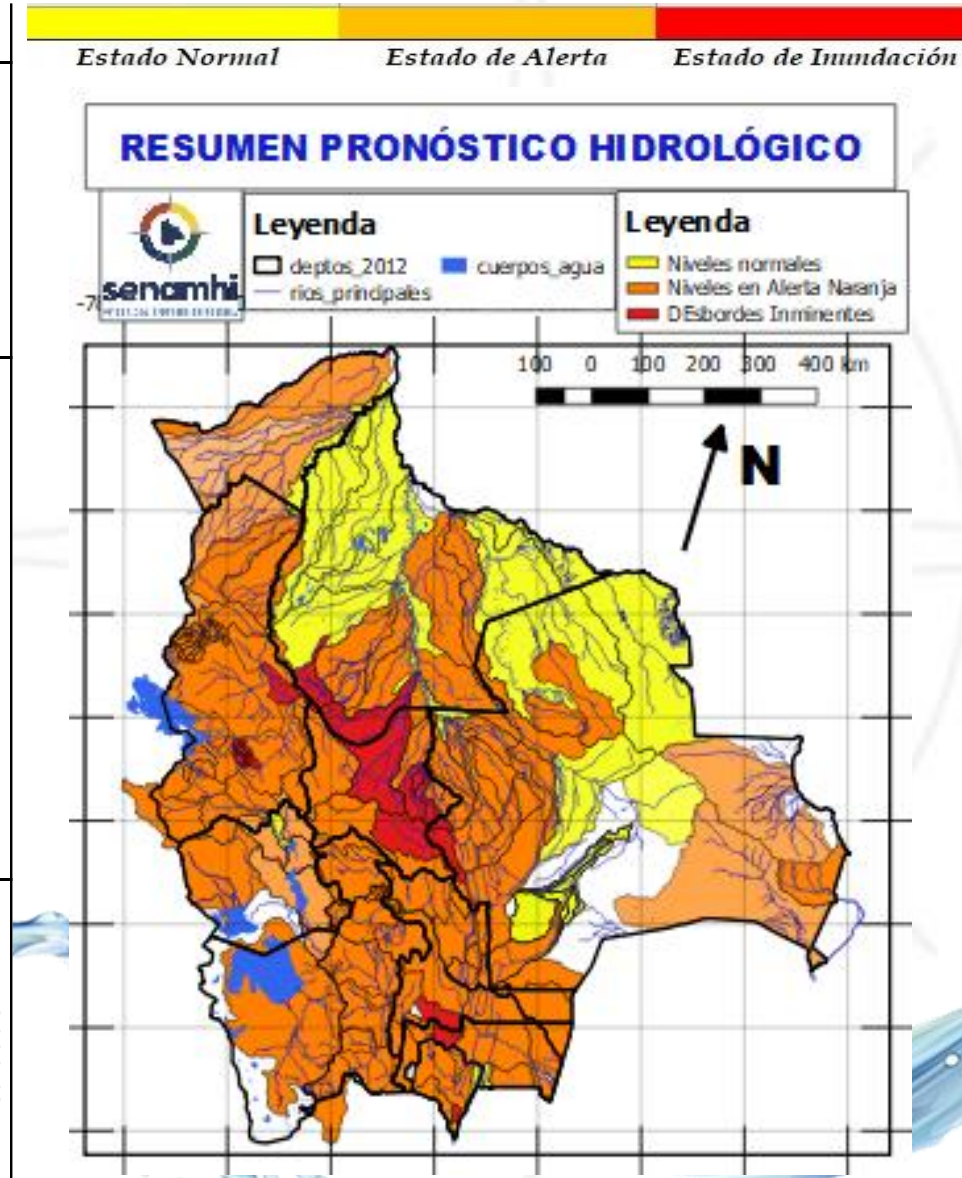 Estado Normal Estado de Alerta Estado de Inundación
RESUMEN PRONÓSTICO HIDROLÓGICO
senamhi
Leyenda
deptos_2012 cuerpos_agua
rios_principales
Leyenda
Niveles normales
Niveles en Alerta Naranja
DEsbordes Inminentes
100 0 100 200 300 400 km
N